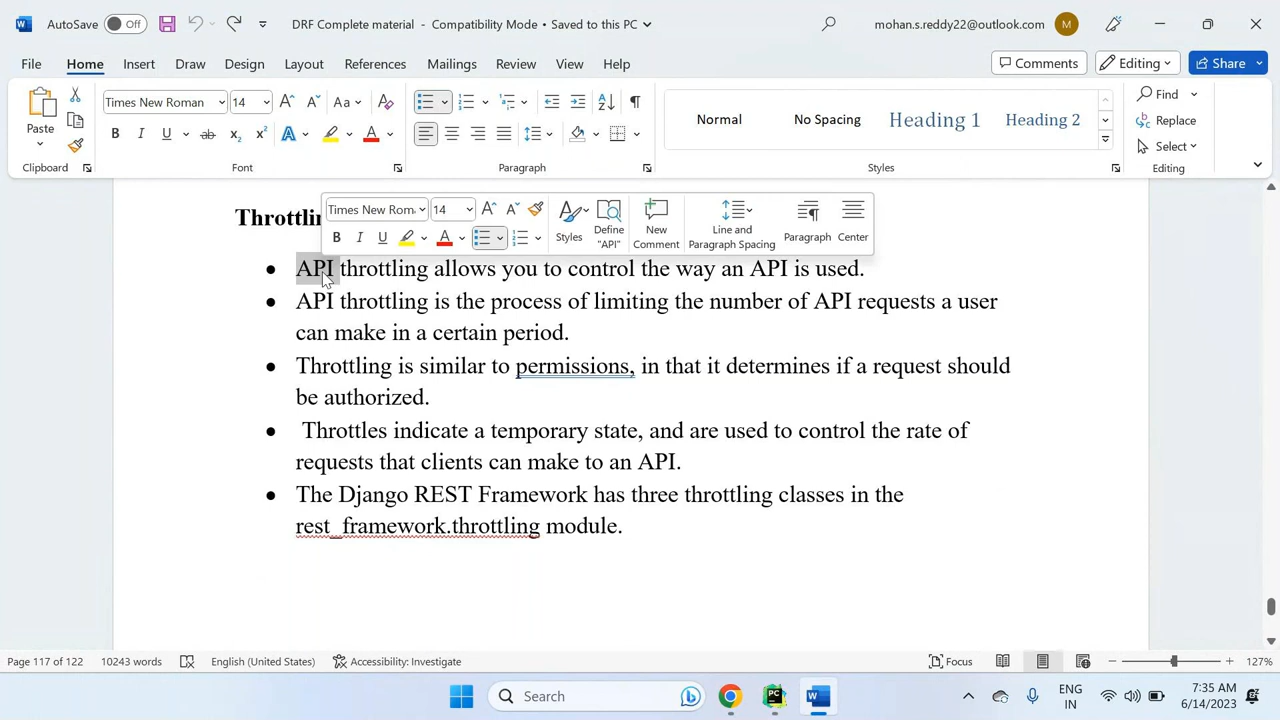 AutoSave Off DRF Complete material - Compatibility Mode • Saved to this PC mohan.s.reddy22@outlook.com M
File Home Insert Draw Design Layout References Mailings Review View Help Comments Editing Share
Paste Times New Roman 14 Aa Normal No Spacing Heading 1 Heading 2 Find
Replace
Select
Clipboard Font Paragraph Styles Editing
Throttlin
Times New Rom 14 Styles Define "API" New Comment Line and Paragraph Spacing Paragraph Center
• API throttling allows you to control the way an API is used.
• API throttling is the process of limiting the number of API requests a user
can make in a certain period.
• Throttling is similar to permissions, in that it determines if a request should
be authorized.
• Throttles indicate a temporary state, and are used to control the rate of
requests that clients can make to an API.
• The Django REST Framework has three throttling classes in the
rest_framework.throttling module.
Page 117 of 122 10243 words English (United States) Accessibility: Investigate Focus 127%
Search ENG IN 7:35 AM 6/14/2023